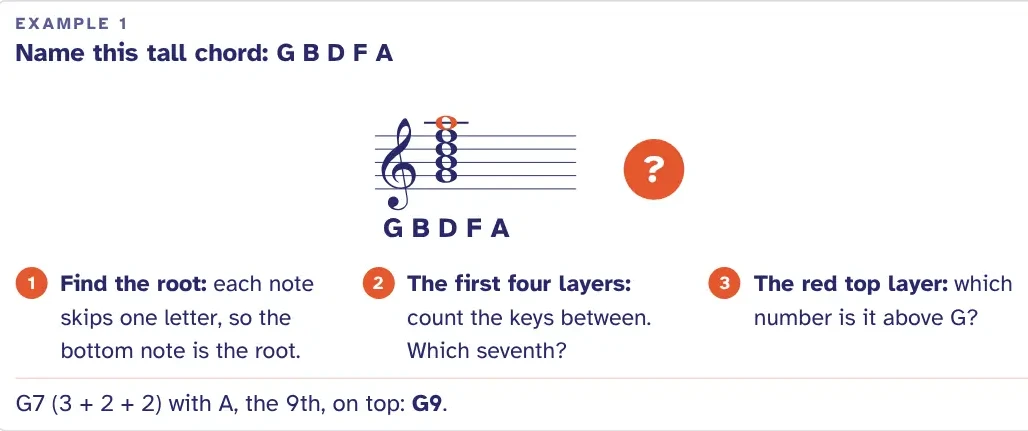 EXAMPLE 1
Name this tall chord: G B D F A
?
G B D F A
1 Find the root: each note
skips one letter, so the
bottom note is the root.
2 The first four layers:
count the keys between.
Which seventh?
3 The red top layer: which
number is it above G?
G7 (3 + 2 + 2) with A, the 9th, on top: G9.